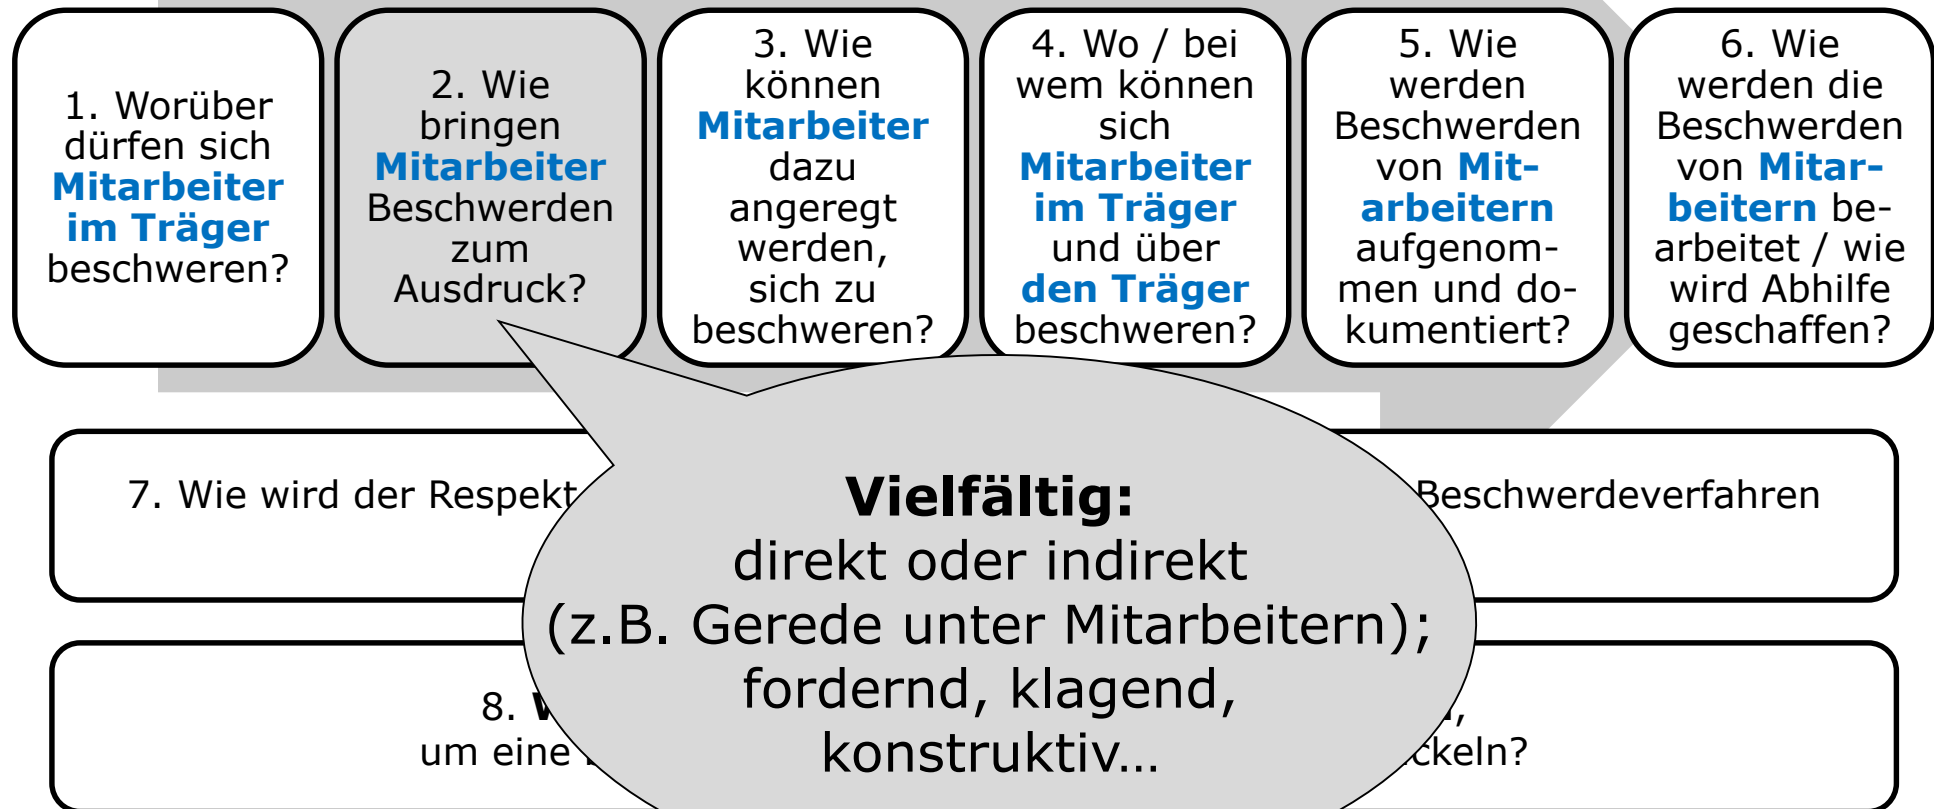 1. Worüber
dürfen sich
Mitarbeiter
im Träger
beschweren?
2. Wie
bringen
Mitarbeiter
Beschwerden
zum
Ausdruck?
3. Wie
können
Mitarbeiter
dazu
angeregt
werden,
sich zu
beschweren?
4. Wo / bei
wem können
sich
Mitarbeiter
im Träger
und über
den Träger
beschweren?
5. Wie
werden
Beschwerden
von Mit-
arbeitern
aufgenom-
men und do-
kumentiert?
6. Wie
werden die
Beschwerden
von Mitar-
beitern be-
arbeitet / wie
wird Abhilfe
geschaffen?
7. Wie wird der Respekt Beschwerdeverfahren
8.
um eine
Vielfältig:
direkt oder indirekt
(z.B. Gerede unter Mitarbeitern);
fordernd, klagend,
konstruktiv…